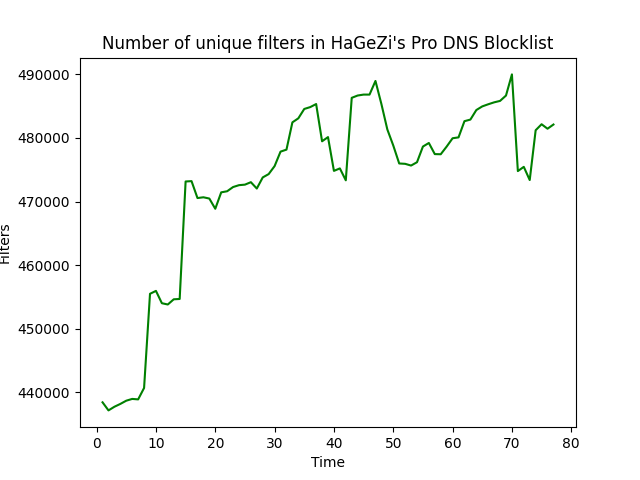 Number of unique filters in HaGeZi's Pro DNS Blocklist
490000
480000
470000
460000
450000
440000
Filters
0 10 20 30 40 50 60 70 80
Time